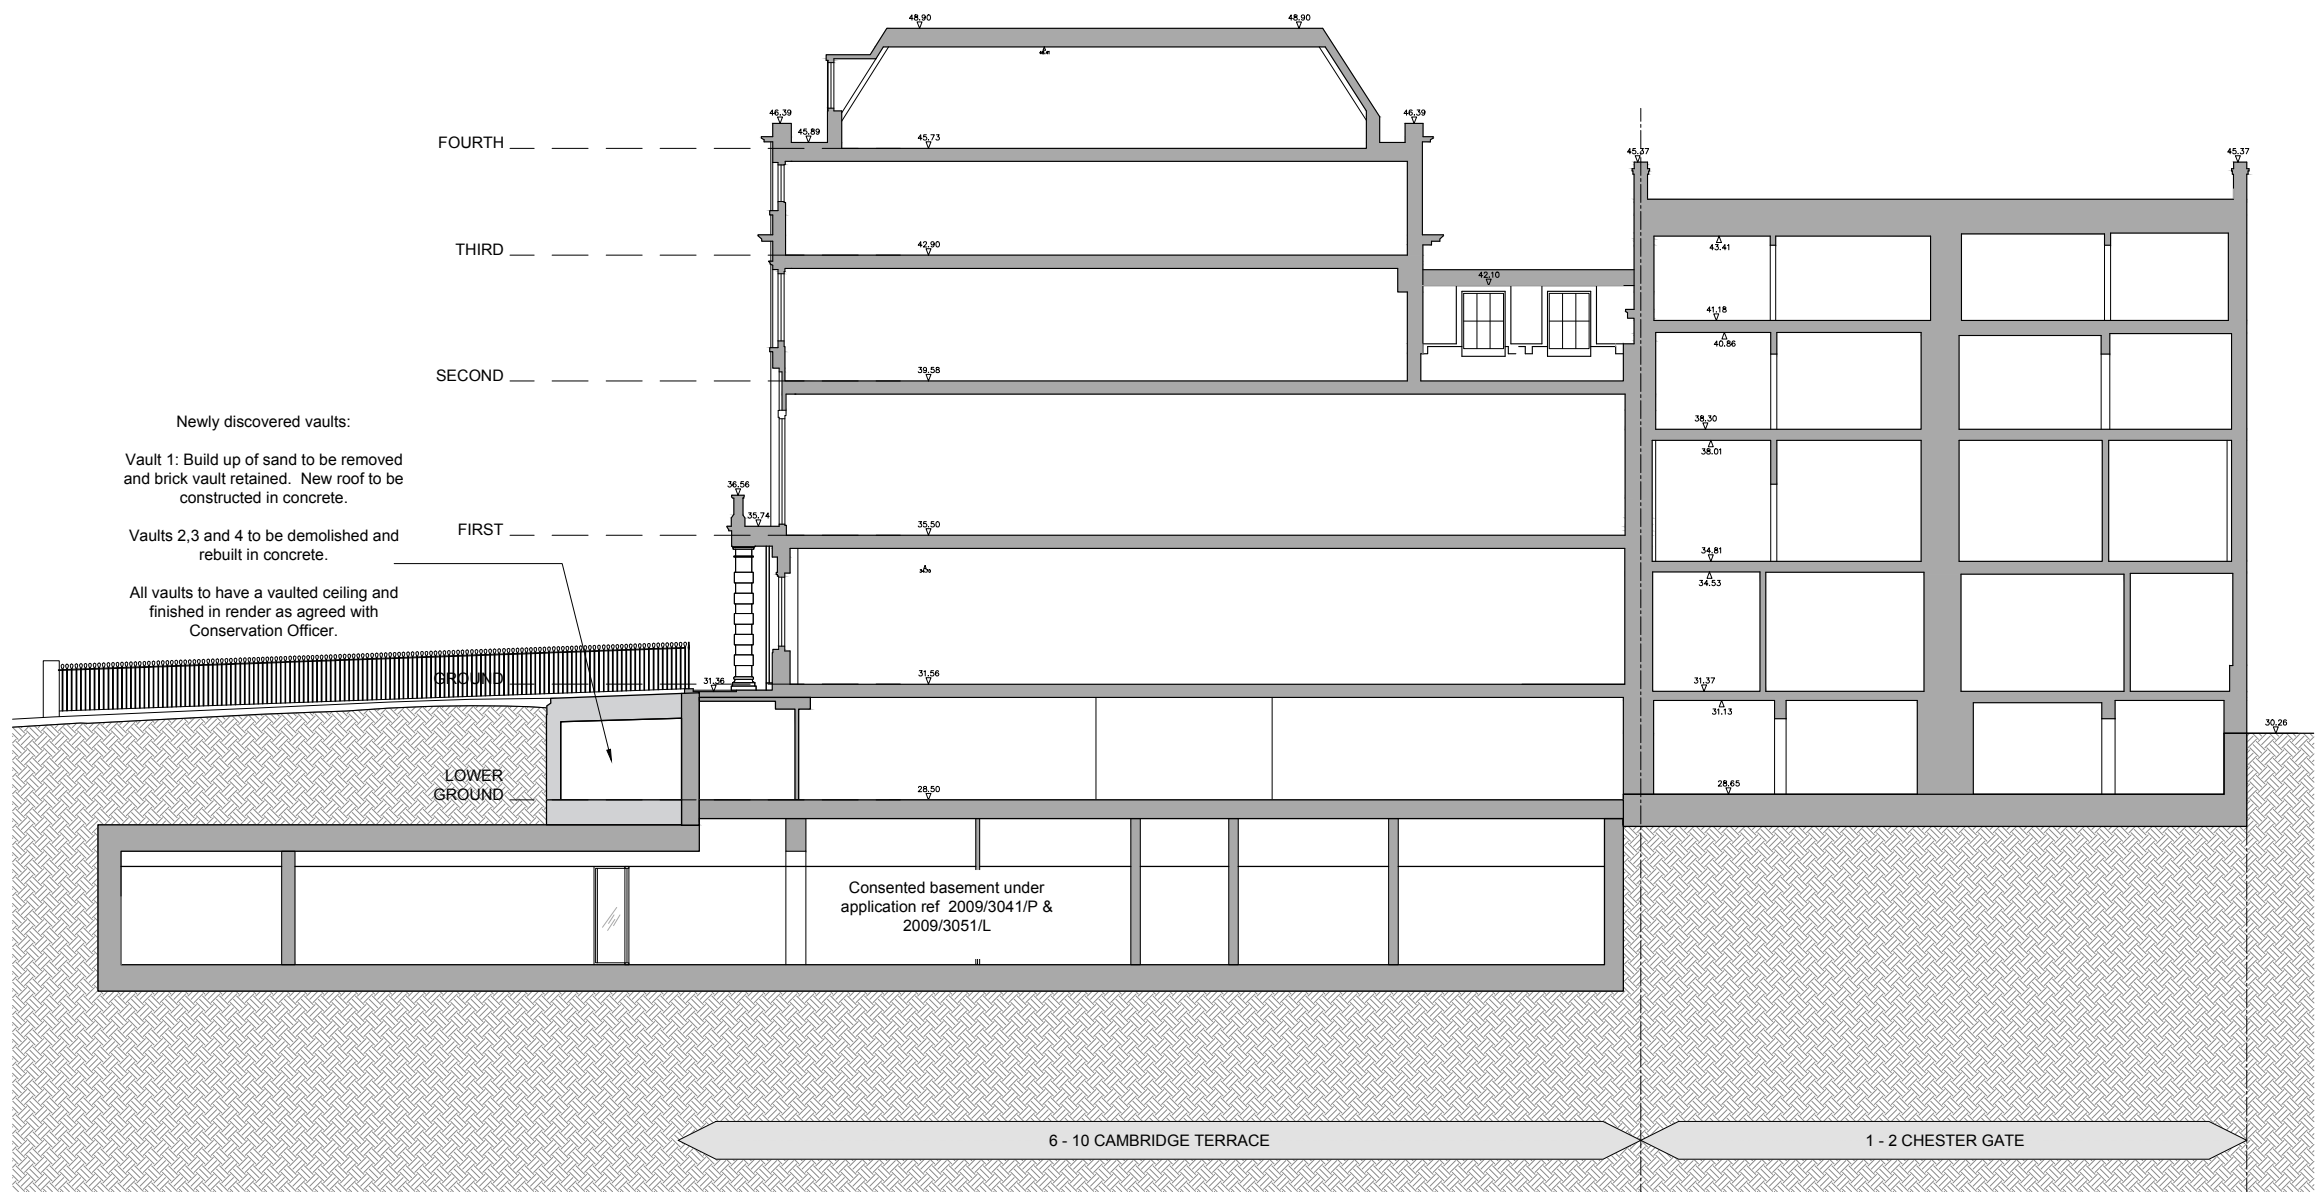 48.90
48.90
46.39
45.89
46.39
FOURTH
45.73
45.37
45.37
THIRD
42.90
43.41
42.10
41.18
40.86
SECOND
39.58
38.30
38.01
Newly discovered vaults:
Vault 1: Build up of sand to be removed
and brick vault retained. New roof to be
constructed in concrete.
Vaults 2,3 and 4 to be demolished and
rebuilt in concrete.
All vaults to have a vaulted ceiling and
finished in render as agreed with
Conservation Officer.
36.56
35.74
FIRST
35.50
34.81
34.53
GROUND
31.36
31.56
31.37
31.13
30.26
LOWER
GROUND
28.50
28.65
Consented basement under
application ref 2009/3041/P &
2009/3051/L
6 - 10 CAMBRIDGE TERRACE
1 - 2 CHESTER GATE